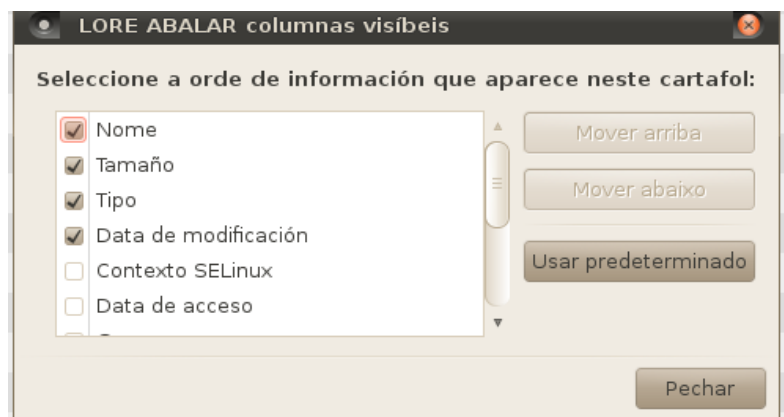 LORE ABALAR columnas visíbeis
Seleccione a orde de información que aparece neste cartafol:
Nome
Tamaño
Tipo
Data de modificación
Contexto SELinux
Data de acceso
Mover arriba
Mover abaixo
Usar predeterminado
Pechar